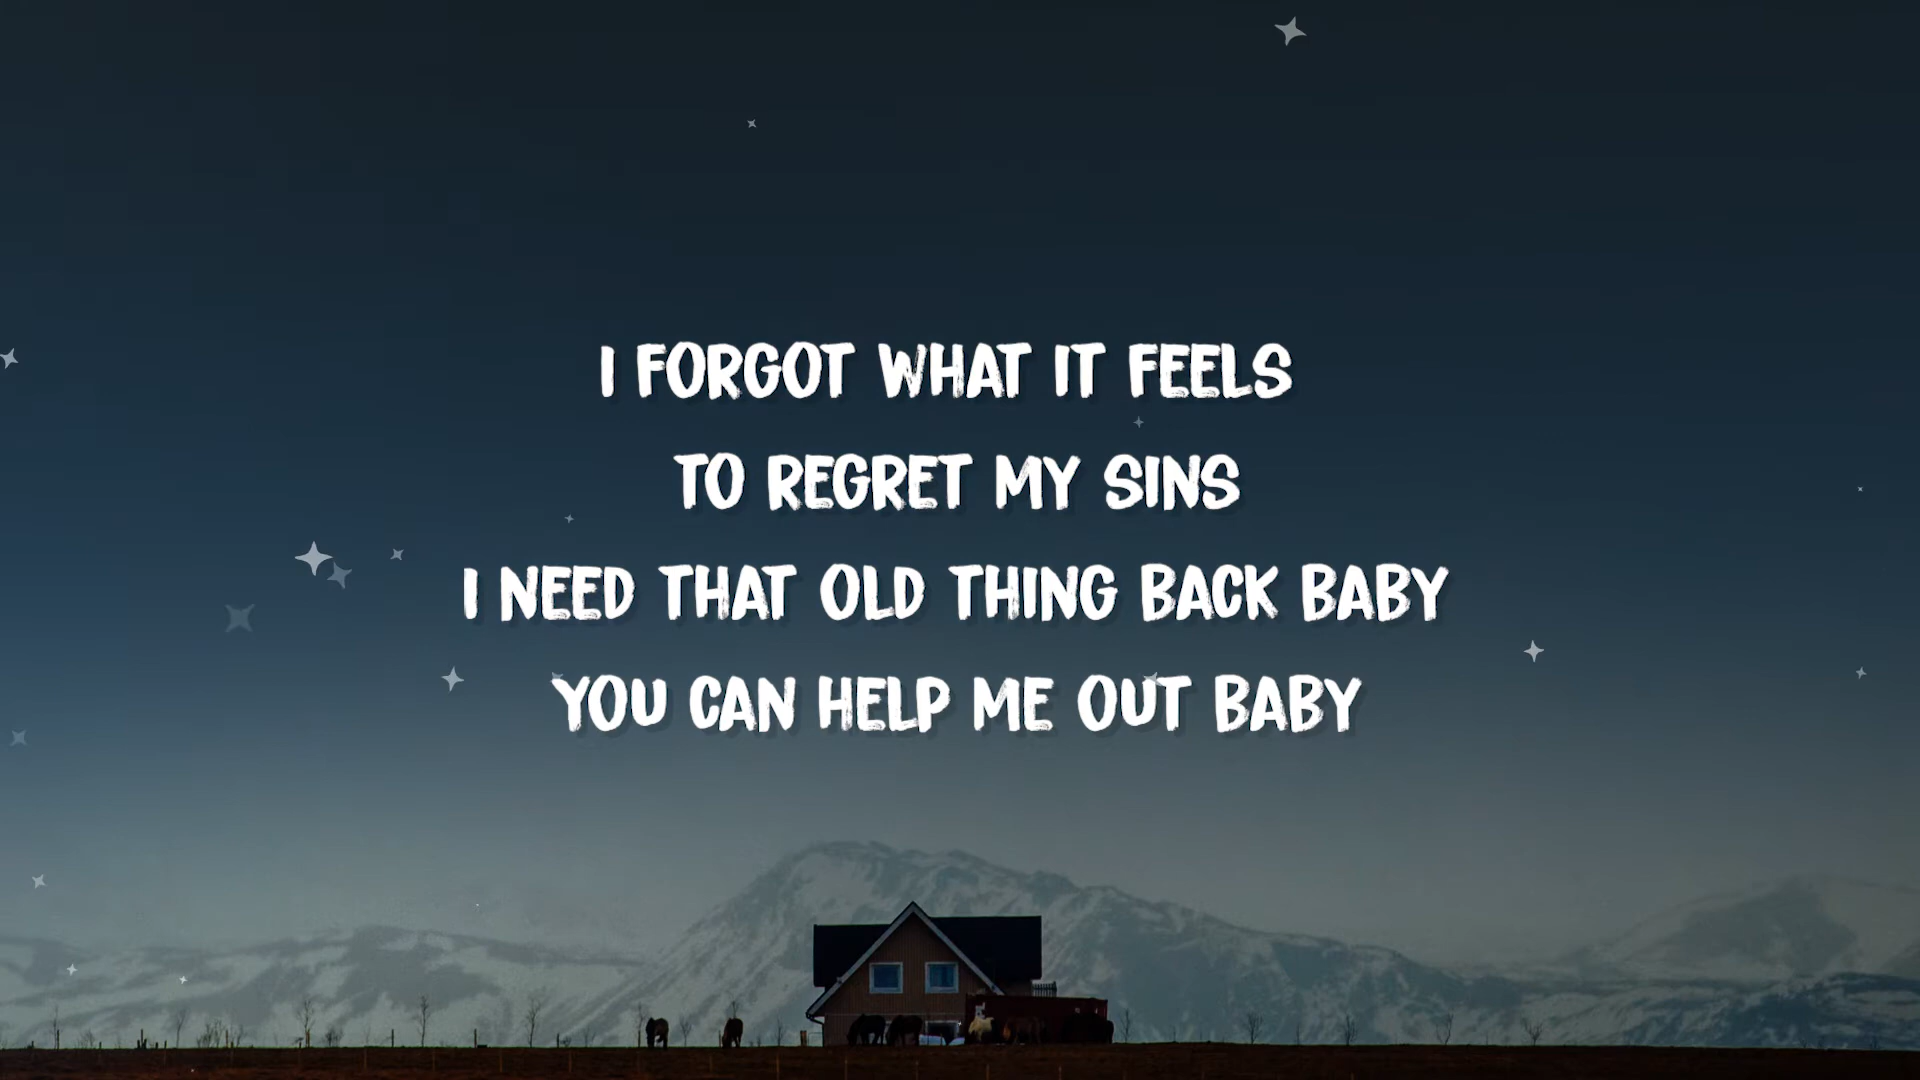 I FORGOT WHAT IT FEELS
TO REGRET MY SINS
I NEED THAT OLD THING BACK BABY
YOU CAN HELP ME OUT BABY